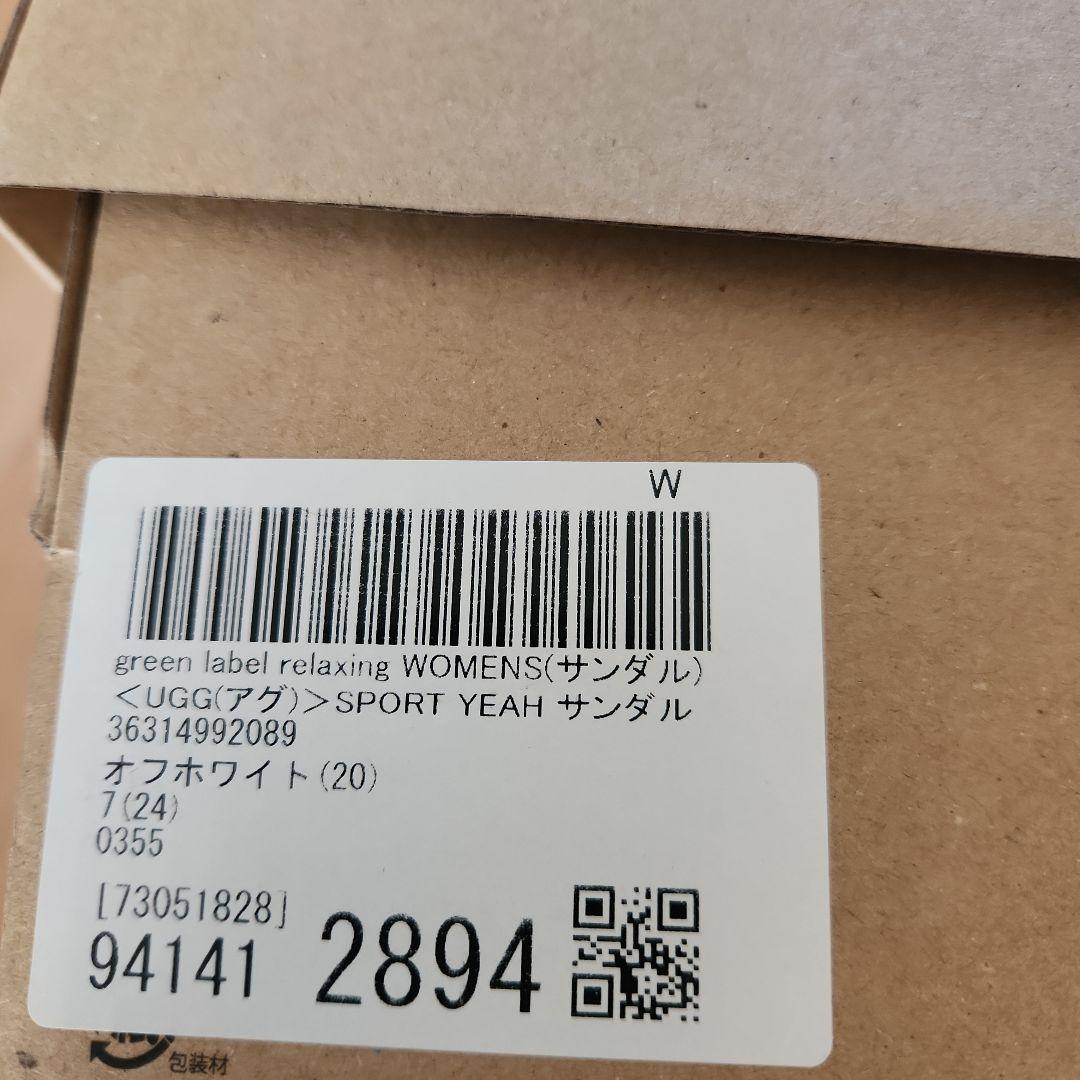 W
green label relaxing WOMENS(サンダル)
＜UGG(アグ)＞SPORT YEAH サンダル
36314992089
オフホワイト(20)
7(24)
0355
[73051828]
94141 2894
包装材